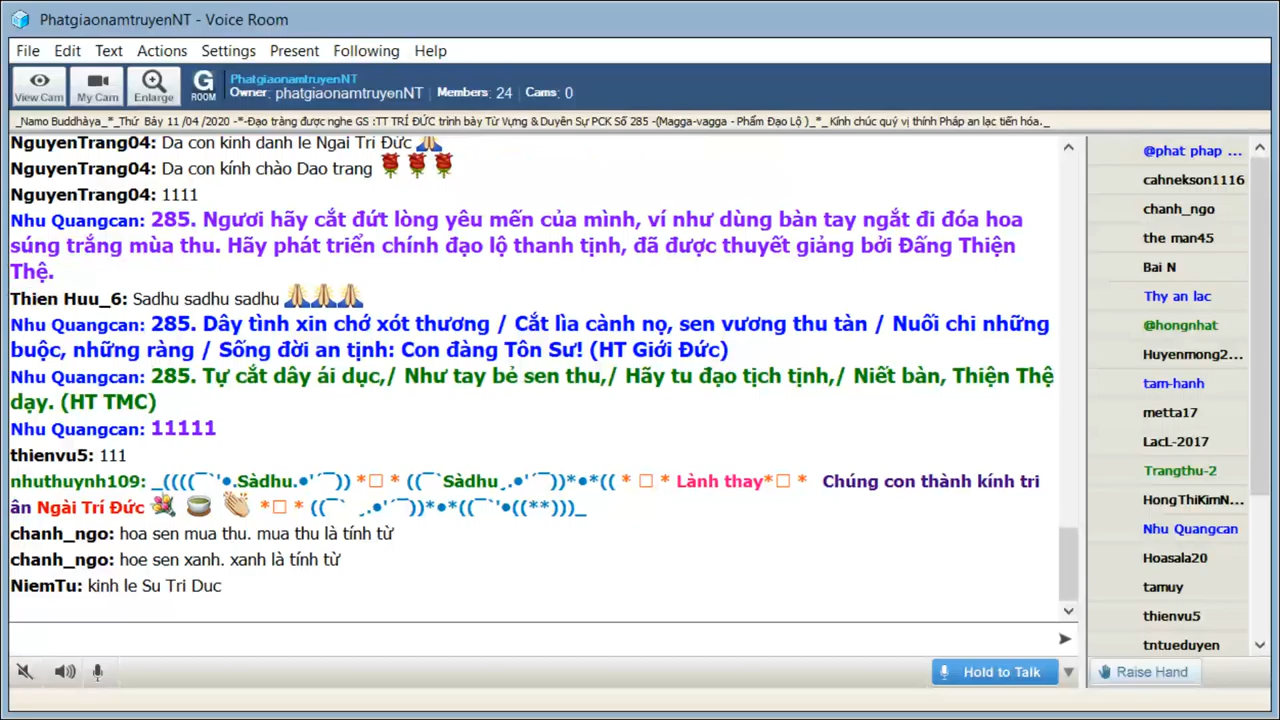 PhatgiaonamtruyenNT - Voice Room
File Edit Text Actions Settings Present Following Help
View Cam My Cam Enlarge G ROOM PhatgiaonamtruyenNT
Owner: phatgiaonamtruyenNT Members: 24 Cams: 0
_Namo Buddhàya_*_Thứ Bảy 11 /04 /2020 -*-Đạo tràng được nghe GS :TT TRÍ ĐỨC trình bày Từ Vựng & Duyên Sự PCK Số 285 -(Magga-vagga - Phẩm Đạo Lộ )_*_ Kính chúc quý vị thính Pháp an lạc tiến hóa._
NguyenTrang04: Da con kinh danh le Ngai Tri Đức 🙏
NguyenTrang04: Da con kính chào Dao trang 🌹🌹🌹
NguyenTrang04: 1111
Nhu Quangcan: 285. Ngươi hãy cắt đứt lòng yêu mến của mình, ví như dùng bàn tay ngắt đi đóa hoa
súng trắng mùa thu. Hãy phát triển chính đạo lộ thanh tịnh, đã được thuyết giảng bởi Đấng Thiện
Thệ.
Thien Huu_6: Sadhu sadhu sadhu 🙏🙏🙏
Nhu Quangcan: 285. Dây tình xin chớ xót thương / Cắt lìa cành nọ, sen vương thu tàn / Nuối chi những
buộc, những ràng / Sống đời an tịnh: Con đàng Tôn Sư! (HT Giới Đức)
Nhu Quangcan: 285. Tự cắt dây ái dục,/ Như tay bẻ sen thu,/ Hãy tu đạo tịch tịnh,/ Niết bàn, Thiện Thệ
dạy. (HT TMC)
Nhu Quangcan: 11111
thienvu5: 111
nhuthuynh109: _((((¯`'●.Sàdhu.●'´¯)) *□ * ((¯`Sàdhu¸.●'´¯))*●*(( * □ * Lành thay*□ * Chúng con thành kính tri
ân Ngài Trí Đức 💐 🍵 👏 *□ * ((¯` ¸.●'´¯))*●*((¯`'●((**)))_
chanh_ngo: hoa sen mua thu. mua thu là tính từ
chanh_ngo: hoe sen xanh. xanh là tính từ
NiemTu: kinh le Su Tri Duc
Hold to Talk
@phat phap ...
cahnekson1116
chanh_ngo
the man45
Bai N
Thy an lac
@hongnhat
Huyenmong2...
tam-hanh
metta17
LacL-2017
Trangthu-2
HongThiKimN...
Nhu Quangcan
Hoasala20
tamuy
thienvu5
tntueduyen
Raise Hand